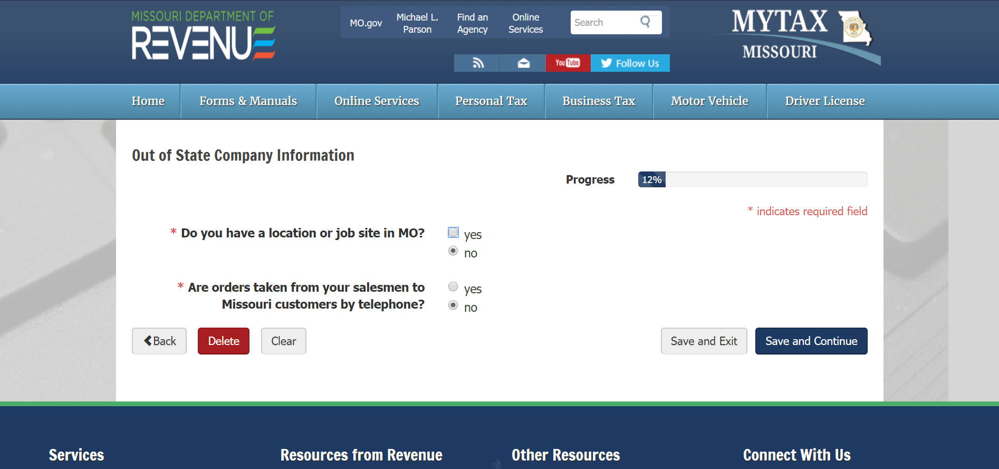 MISSOURI DEPARTMENT OF
REVENUE
MO.gov
Michael L.
Parson
Find an
Agency
Online
Services
Search
You Tube
Follow Us
MYTAX
MISSOURI
Home
Forms & Manuals
Online Services
Personal Tax
Business Tax
Motor Vehicle
Driver License
Out of State Company Information
Progress
12%
* indicates required field
* Do you have a location or job site in MO?
yes
no
* Are orders taken from your salesmen to
Missouri customers by telephone?
yes
no
Back
Delete
Clear
Save and Exit
Save and Continue
Services
Resources from Revenue
Other Resources
Connect With Us